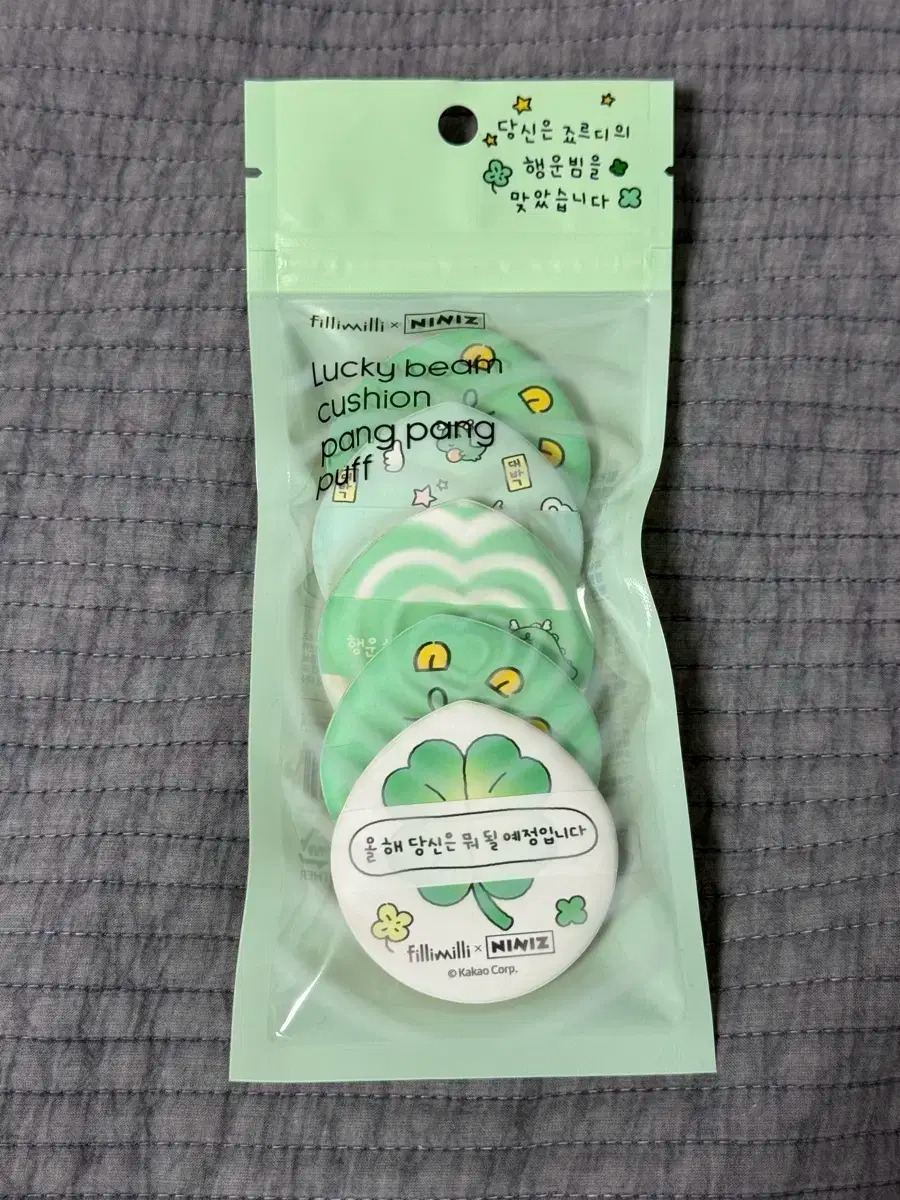 당신은 죠르디의
행운빔을
맞았습니다
fillimilli × NINIZ
Lucky beam
cushion
pang pang
puff
대
박
행운
올해 당신은 뭐 될 예정입니다
fillimilli × NINIZ
© Kakao Corp.